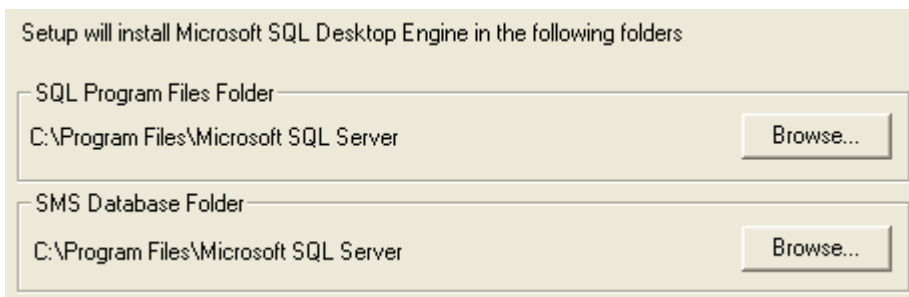 Setup will install Microsoft SQL Desktop Engine in the following folders
SQL Program Files Folder
C:\Program Files\Microsoft SQL Server
Browse...
SMS Database Folder
C:\Program Files\Microsoft SQL Server
Browse...